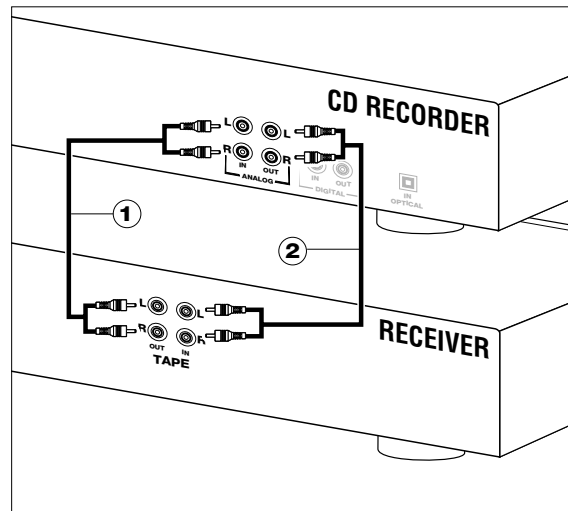 CD RECORDER
L L
R R
IN OUT
ANALOG
IN OUT
DIGITAL
IN
OPTICAL
1
2
L L
R R
OUT IN
TAPE
RECEIVER